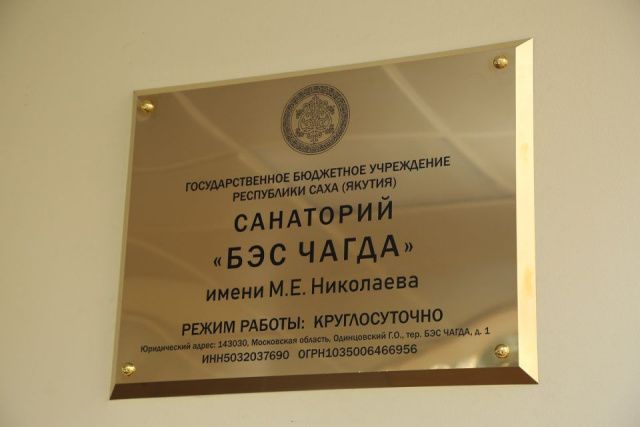 ГОСУДАРСТВЕННОЕ БЮДЖЕТНОЕ УЧРЕЖДЕНИЕ
РЕСПУБЛИКИ САХА (ЯКУТИЯ)
САНАТОРИЙ
«БЭС ЧАГДА»
имени М.Е. Николаева
РЕЖИМ РАБОТЫ: КРУГЛОСУТОЧНО
Юридический адрес: 143030, Московская область, Одинцовский Г.О., тер. БЭС ЧАГДА, д. 1
ИНН5032037690 ОГРН1035006466956